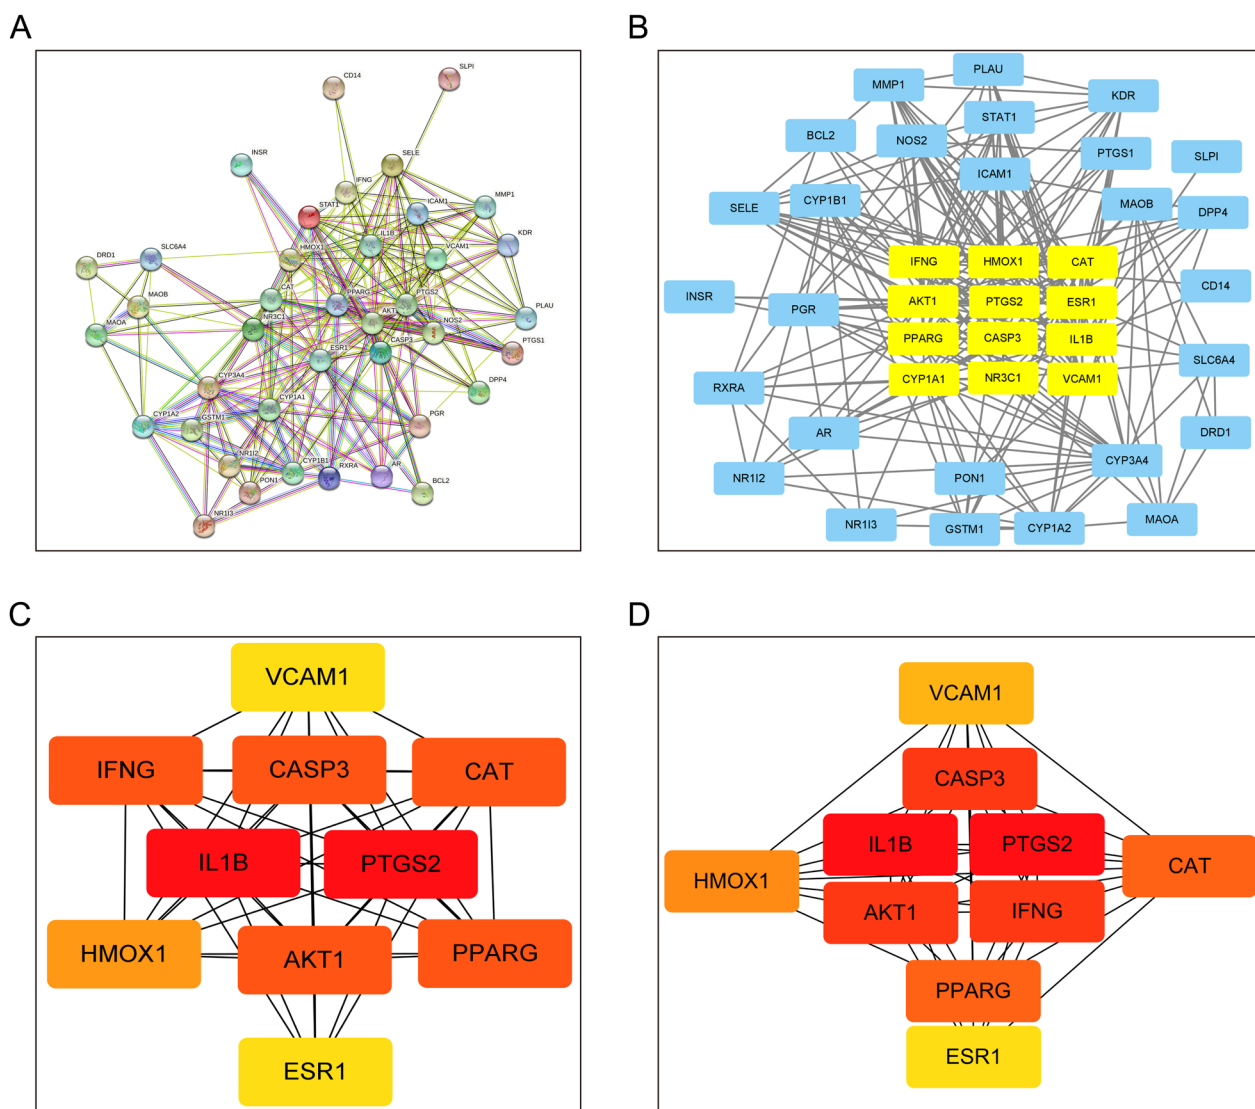 A
SLPI
CD14
INSR
SELE
IFNG
MMP1
STAT1
ICAM1
KDR
IL1B
HMOX1
VCAM1
SLC6A4
DRD1
CAT
PPARG
PTGS2
MAOB
PLAU
AKT1
NOS2
MAOA
NR3C1
PTGS1
ESR1
CASP3
CYP3A4
DPP4
CYP1A1
CYP1A2
GSTM1
PGR
NR1I2
CYP1B1
RXRA
AR
PON1
BCL2
NR1I3
B
PLAU
MMP1
KDR
STAT1
BCL2
NOS2
PTGS1
SLPI
ICAM1
SELE
CYP1B1
MAOB
DPP4
IFNG
HMOX1
CAT
CD14
INSR
AKT1
PTGS2
ESR1
PGR
PPARG
CASP3
IL1B
SLC6A4
RXRA
CYP1A1
NR3C1
VCAM1
AR
DRD1
CYP3A4
NR1I2
PON1
NR1I3
GSTM1
CYP1A2
MAOA
C
VCAM1
IFNG
CASP3
CAT
IL1B
PTGS2
HMOX1
AKT1
PPARG
ESR1
D
VCAM1
CASP3
IL1B
PTGS2
HMOX1
CAT
AKT1
IFNG
PPARG
ESR1